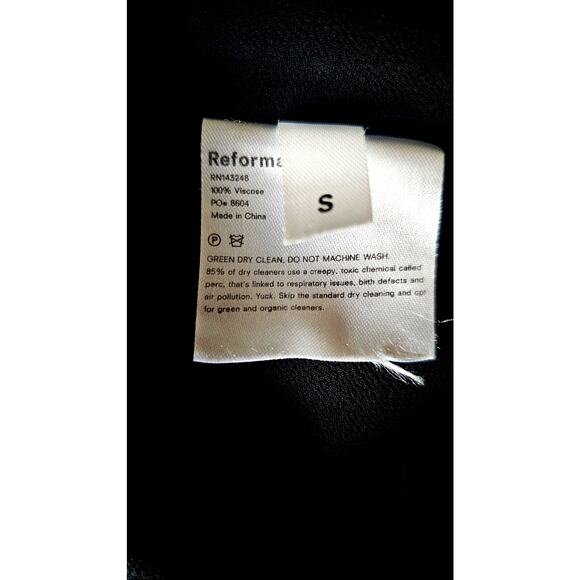 Reforma
RN143248
100% Viscose
PO# 8604
Made in China
S
P
GREEN DRY CLEAN, DO NOT MACHINE WASH.
85% of dry cleaners use a creepy, toxic chemical called
perc, that's linked to respiratory issues, birth defects and
air pollution. Yuck. Skip the standard dry cleaning and opt
for green and organic cleaners.